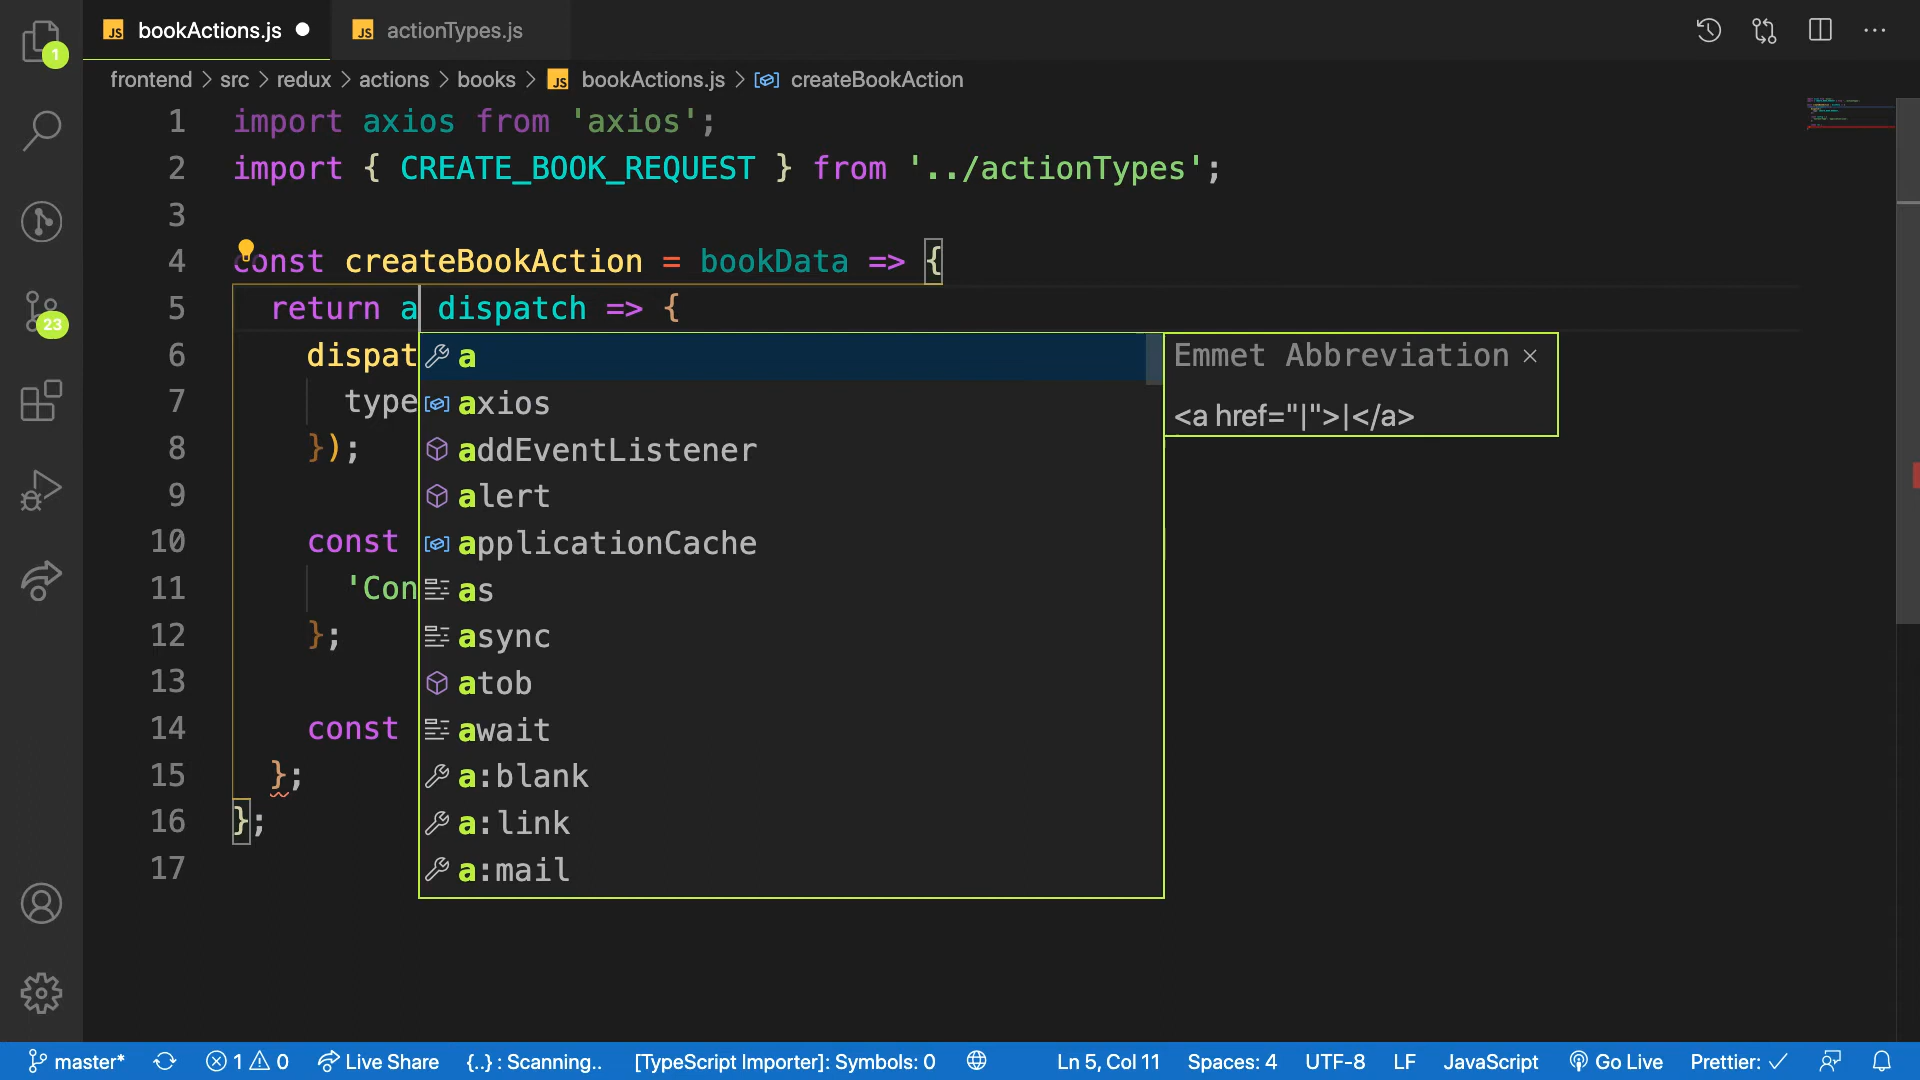 JS bookActions.js
JS actionTypes.js
frontend > src > redux > actions > books > JS bookActions.js > createBookAction
1 import axios from 'axios';
2 import { CREATE_BOOK_REQUEST } from '../actionTypes';
3
4 const createBookAction = bookData => {
5 return a dispatch => {
6 dispat
7 type
8 });
9
10 const
11 'Con
12 };
13
14 const
15 };
16 };
17
a
axios
addEventListener
alert
applicationCache
as
async
atob
await
a:blank
a:link
a:mail
Emmet Abbreviation ×
<a href="|">|</a>
1
23
master* 1 0 Live Share {..} : Scanning.. [TypeScript Importer]: Symbols: 0 Ln 5, Col 11 Spaces: 4 UTF-8 LF JavaScript Go Live Prettier: ✓